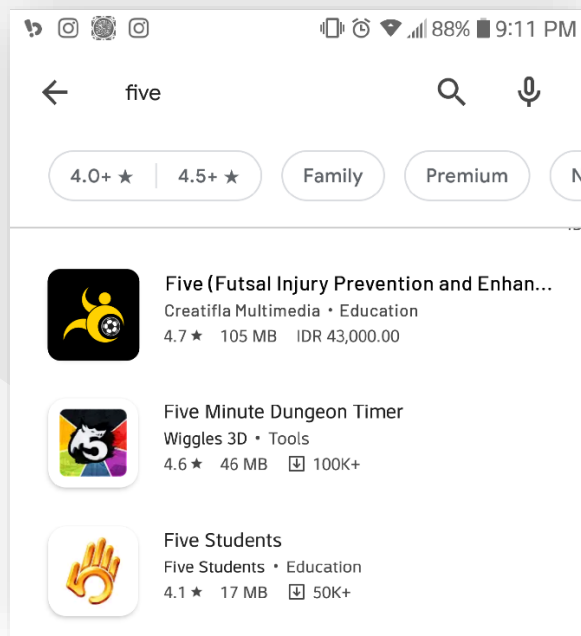 88% 9:11 PM
five
4.0+ ★ 4.5+ ★ Family Premium
Five (Futsal Injury Prevention and Enhan...
Creatifla Multimedia • Education
4.7 ★ 105 MB IDR 43,000.00
Five Minute Dungeon Timer
Wiggles 3D • Tools
4.6 ★ 46 MB 100K+
5
Five Students
Five Students • Education
4.1 ★ 17 MB 50K+